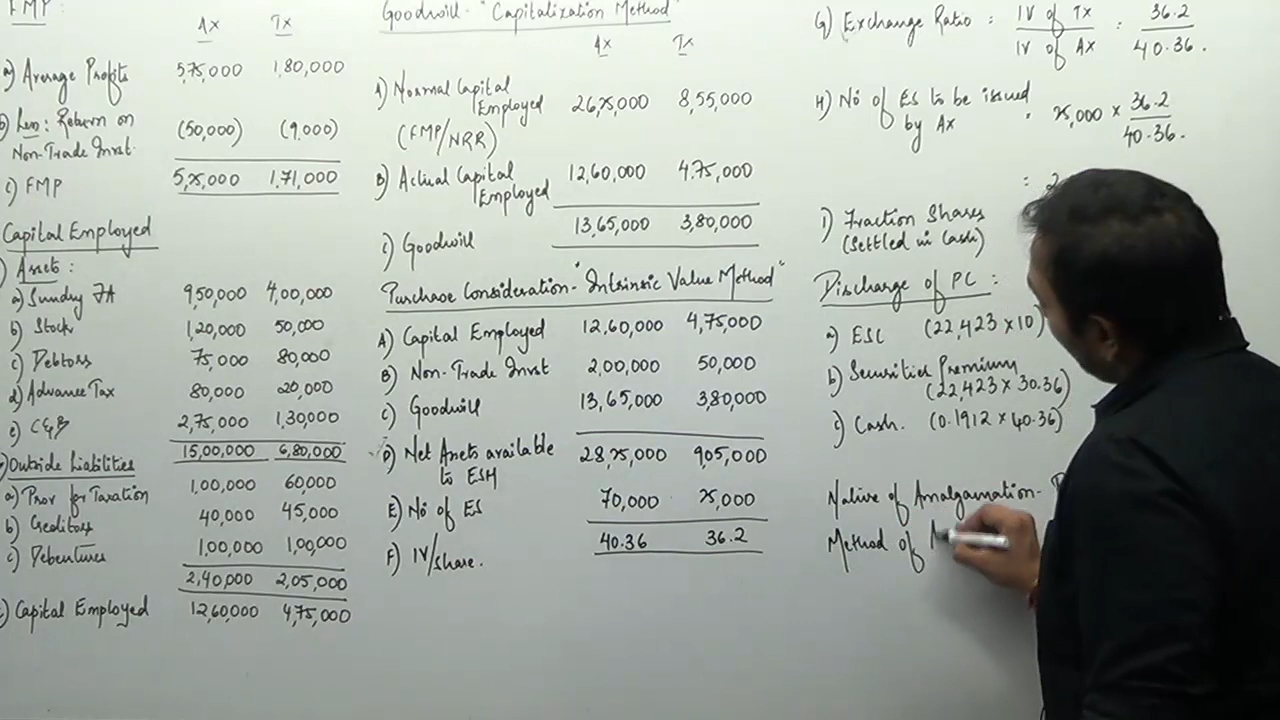 FMP:
Ax Tx
a) Average Profits 5,75,000 1,80,000
b) Less: Return on (50,000) (9,000)
Non-Trade Invst.
c) FMP 5,25,000 1,71,000
Capital Employed
) Assets:
a) Sundry FA 9,50,000 4,00,000
b) Stock 1,20,000 50,000
c) Debtors 75,000 80,000
d) Advance Tax 80,000 20,000
e) C&B 2,75,000 1,30,000
15,00,000 6,80,000
) Outside Liabilities
a) Prov for Taxation 1,00,000 60,000
b) Creditors 40,000 45,000
c) Debentures 1,00,000 1,00,000
2,40,000 2,05,000
) Capital Employed 12,60,000 4,75,000
Goodwill - "Capitalization Method"
Ax Tx
A) Normal Capital
Employed 26,25,000 8,55,000
(FMP/NRR)
B) Actual Capital 12,60,000 4,75,000
Employed
C) Goodwill 13,65,000 3,80,000
Purchase Consideration - "Intrinsic Value Method"
A) Capital Employed 12,60,000 4,75,000
B) Non-Trade Invst 2,00,000 50,000
C) Goodwill 13,65,000 3,80,000
D) Net Assets available 28,25,000 905,000
to ESH
E) No of ES 70,000 25,000
F) IV/share. 40.36 36.2
G) Exchange Ratio : IV of Tx : 36.2
IV of Ax 40.36.
H) No of ES to be issued : 25,000 × 36.2
by Ax 40.36.
: 2
I) Fraction Shares
(Settled in Cash)
Discharge of PC:
a) ESC (22,423 × 10)
b) Securities Premium
(22,423 × 30.36)
c) Cash. (0.1912 × 40.36)
Native of Amalgamation -
Method of